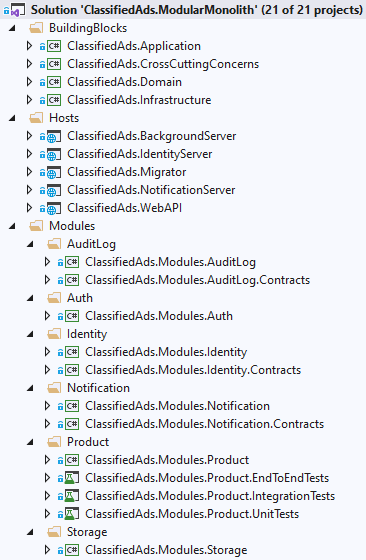 Solution 'ClassifiedAds.ModularMonolith' (21 of 21 projects)
BuildingBlocks
C# ClassifiedAds.Application
C# ClassifiedAds.CrossCuttingConcerns
C# ClassifiedAds.Domain
C# ClassifiedAds.Infrastructure
Hosts
ClassifiedAds.BackgroundServer
ClassifiedAds.IdentityServer
ClassifiedAds.Migrator
ClassifiedAds.NotificationServer
ClassifiedAds.WebAPI
Modules
AuditLog
C# ClassifiedAds.Modules.AuditLog
C# ClassifiedAds.Modules.AuditLog.Contracts
Auth
C# ClassifiedAds.Modules.Auth
Identity
C# ClassifiedAds.Modules.Identity
C# ClassifiedAds.Modules.Identity.Contracts
Notification
C# ClassifiedAds.Modules.Notification
C# ClassifiedAds.Modules.Notification.Contracts
Product
C# ClassifiedAds.Modules.Product
ClassifiedAds.Modules.Product.EndToEndTests
ClassifiedAds.Modules.Product.IntegrationTests
ClassifiedAds.Modules.Product.UnitTests
Storage
C# ClassifiedAds.Modules.Storage